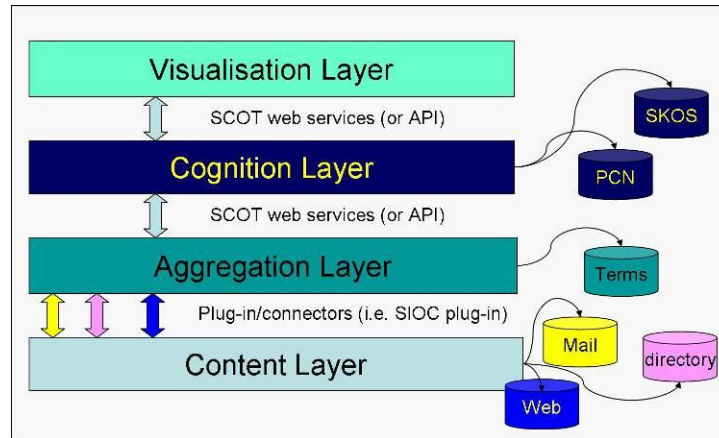 Visualisation Layer
SCOT web services (or API)
SKOS
Cognition Layer
PCN
SCOT web services (or API)
Aggregation Layer
Terms
Plug-in/connectors (i.e. SIOC plug-in)
Mail
directory
Content Layer
Web